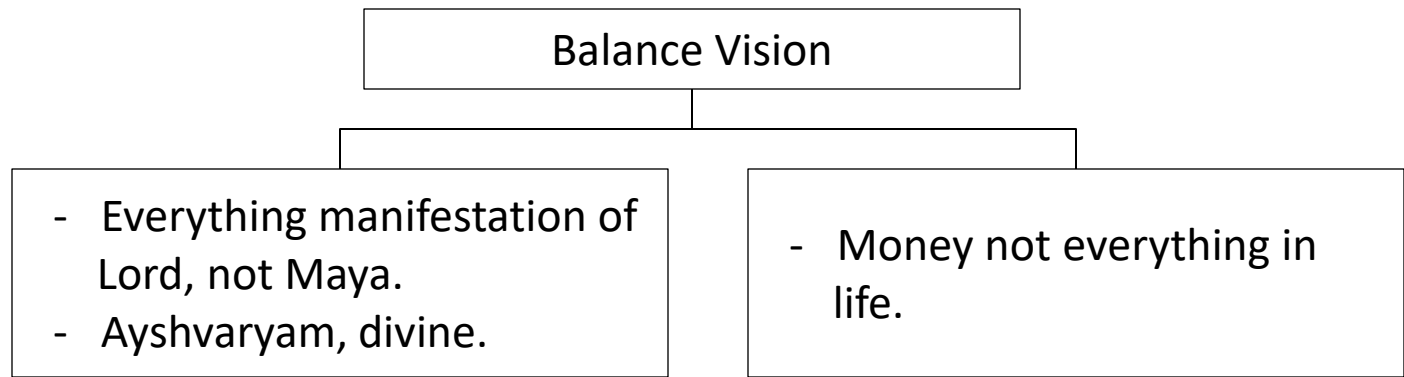 Balance Vision
- Everything manifestation of
Lord, not Maya.
- Ayshvaryam, divine.
- Money not everything in
life.